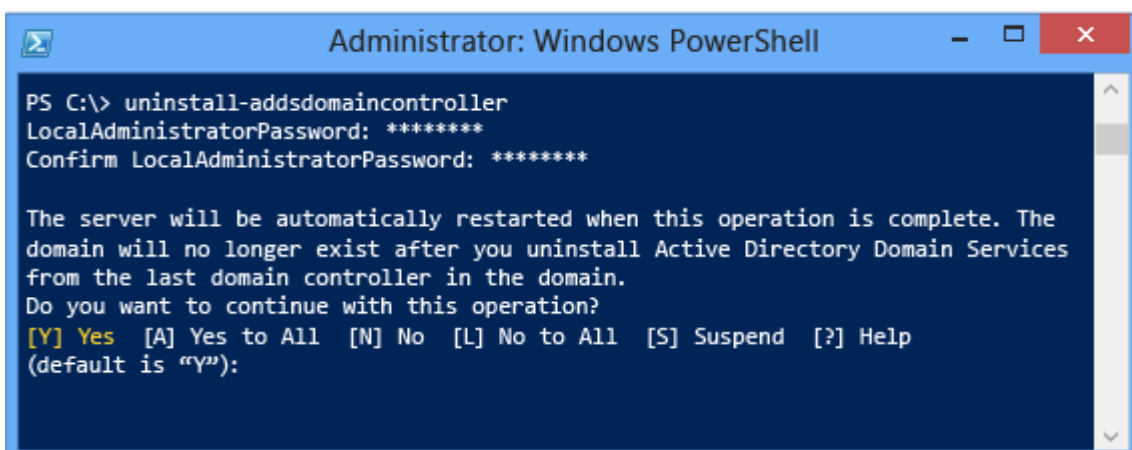 Administrator: Windows PowerShell
PS C:\> uninstall-addsdomaincontroller
LocalAdministratorPassword: ********
Confirm LocalAdministratorPassword: ********
The server will be automatically restarted when this operation is complete. The
domain will no longer exist after you uninstall Active Directory Domain Services
from the last domain controller in the domain.
Do you want to continue with this operation?
[Y] Yes  [A] Yes to All  [N] No  [L] No to All  [S] Suspend  [?] Help
(default is “Y”):